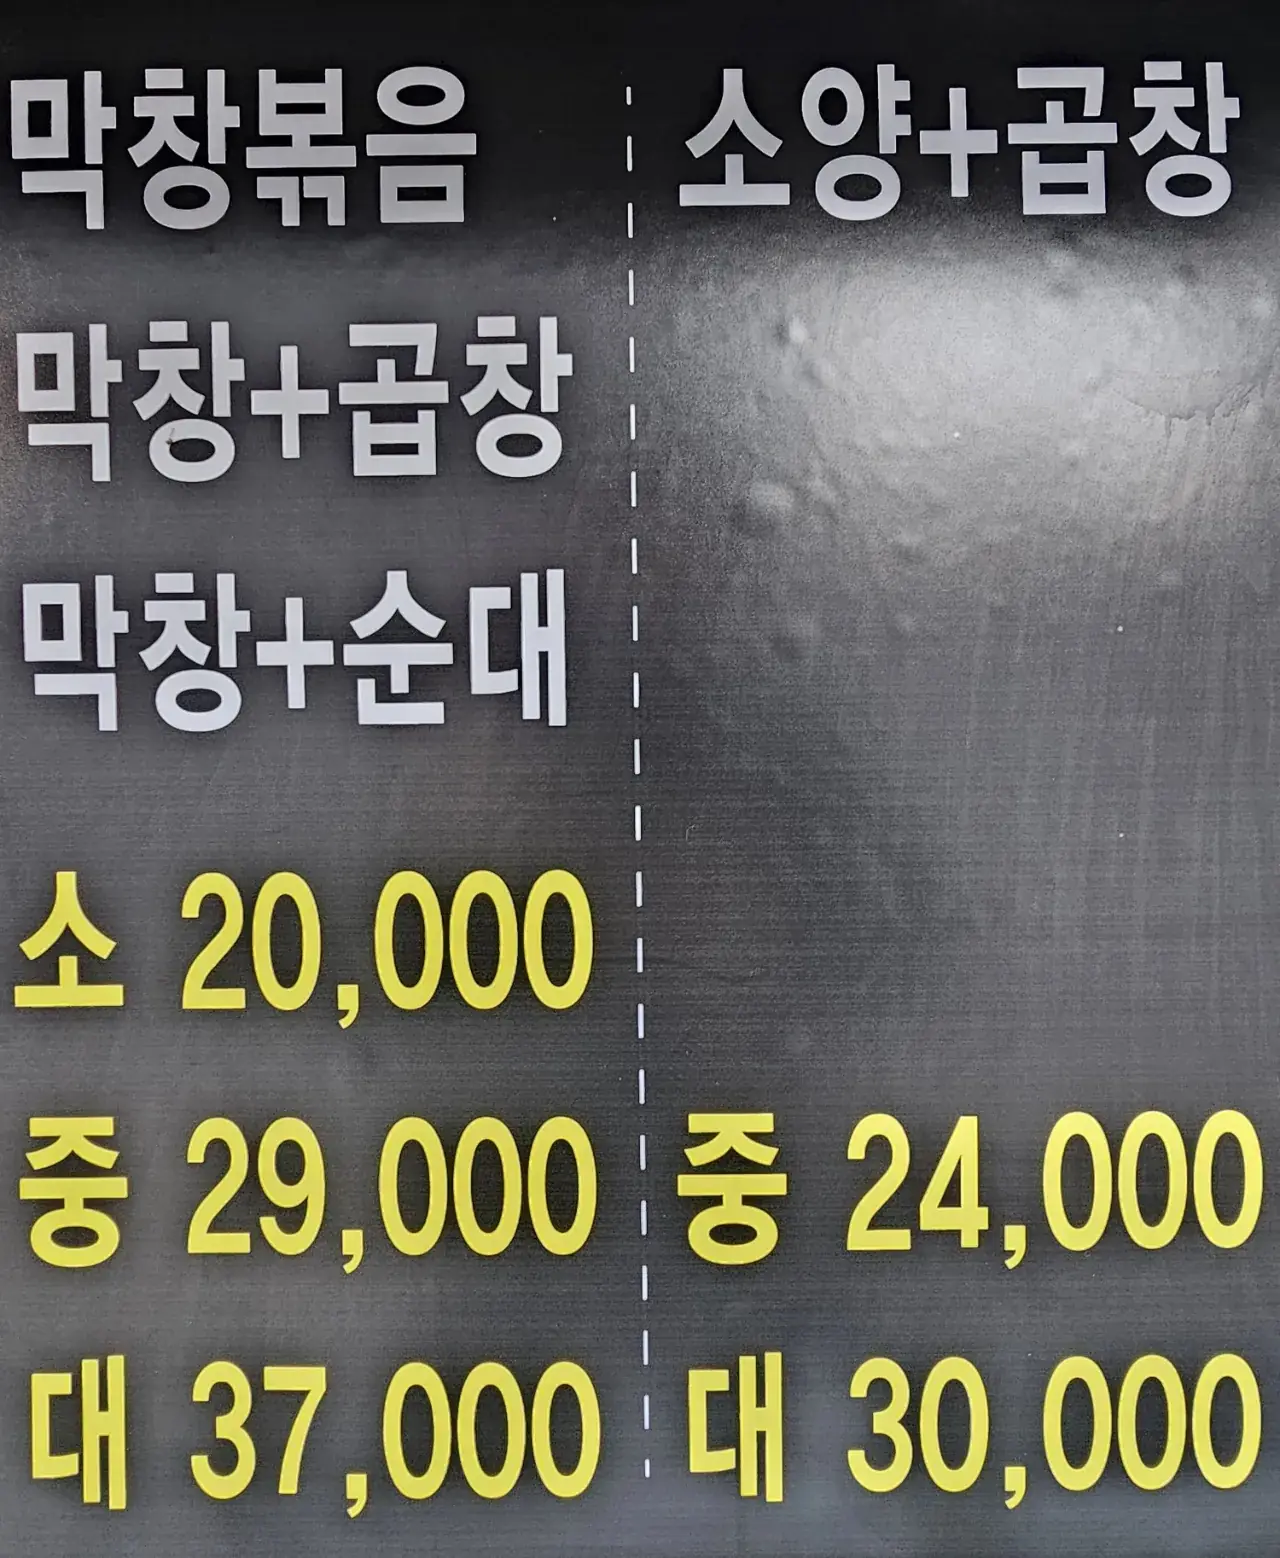 막창볶음
막창+곱창
막창+순대
소 20,000
중 29,000
대 37,000
소양+곱창
중 24,000
대 30,000